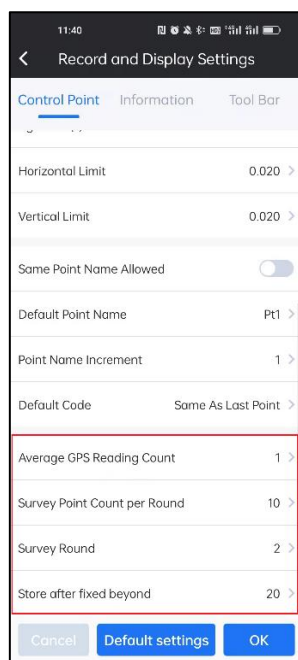 11:40
Record and Display Settings
Control Point Information Tool Bar
Horizontal Limit 0.020
Vertical Limit 0.020
Same Point Name Allowed
Default Point Name Pt1
Point Name Increment 1
Default Code Same As Last Point
Average GPS Reading Count 1
Survey Point Count per Round 10
Survey Round 2
Store after fixed beyond 20
Cancel Default settings OK